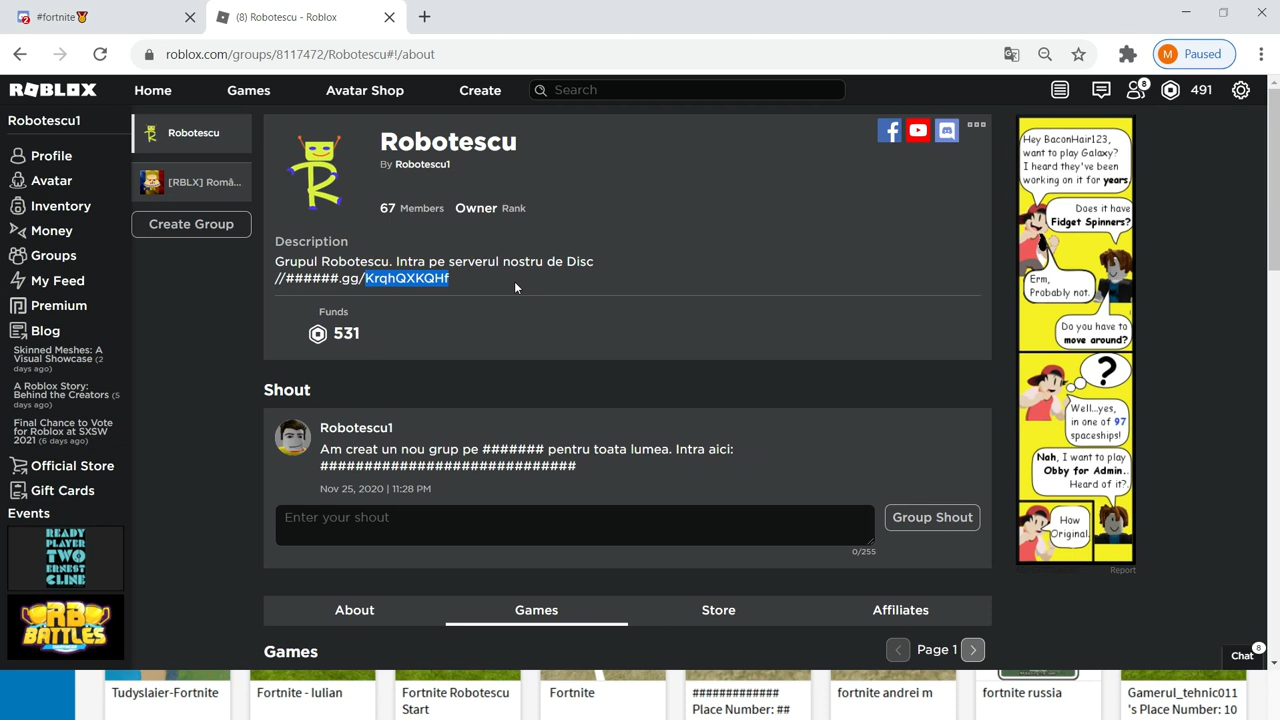 #fortnite
(8) Robotescu - Roblox
roblox.com/groups/8117472/Robotescu#!/about
M Paused
ROBLOX
Home
Games
Avatar Shop
Create
Search
8
491
Robotescu1
Profile
Avatar
Inventory
Money
Groups
My Feed
Premium
Blog
Skinned Meshes: A
Visual Showcase (2
days ago)
A Roblox Story:
Behind the Creators (5
days ago)
Final Chance to Vote
for Roblox at SXSW
2021 (6 days ago)
Official Store
Gift Cards
Events
READY
PLAYER
TWO
ERNEST
CLINE
RB
BATTLES
Robotescu
[RBLX] Româ...
Create Group
Robotescu
By Robotescu1
67 Members Owner Rank
Description
Grupul Robotescu. Intra pe serverul nostru de Disc
//######.gg/KrqhQXKQHf
Funds
531
Shout
Robotescu1
Am creat un nou grup pe ####### pentru toata lumea. Intra aici:
############################
Nov 25, 2020 | 11:28 PM
Enter your shout
Group Shout
0/255
About
Games
Store
Affiliates
Games
Page 1
Hey BaconHair123,
want to play Galaxy?
I heard they've been
working on it for years.
Does it have
Fidget Spinners?
Erm,
Probably not.
Do you have to
move around?
?
Well...yes,
in one of 97
spaceships!
Nah, I want to play
Obby for Admin.
Heard of it?
How
Original.
Report
Chat
8
Tudyslaier-Fortnite
Fortnite - Iulian
Fortnite Robotescu
Start
Fortnite
############
Place Number: ##
fortnite andrei m
fortnite russia
Gamerul_tehnic011
's Place Number: 10